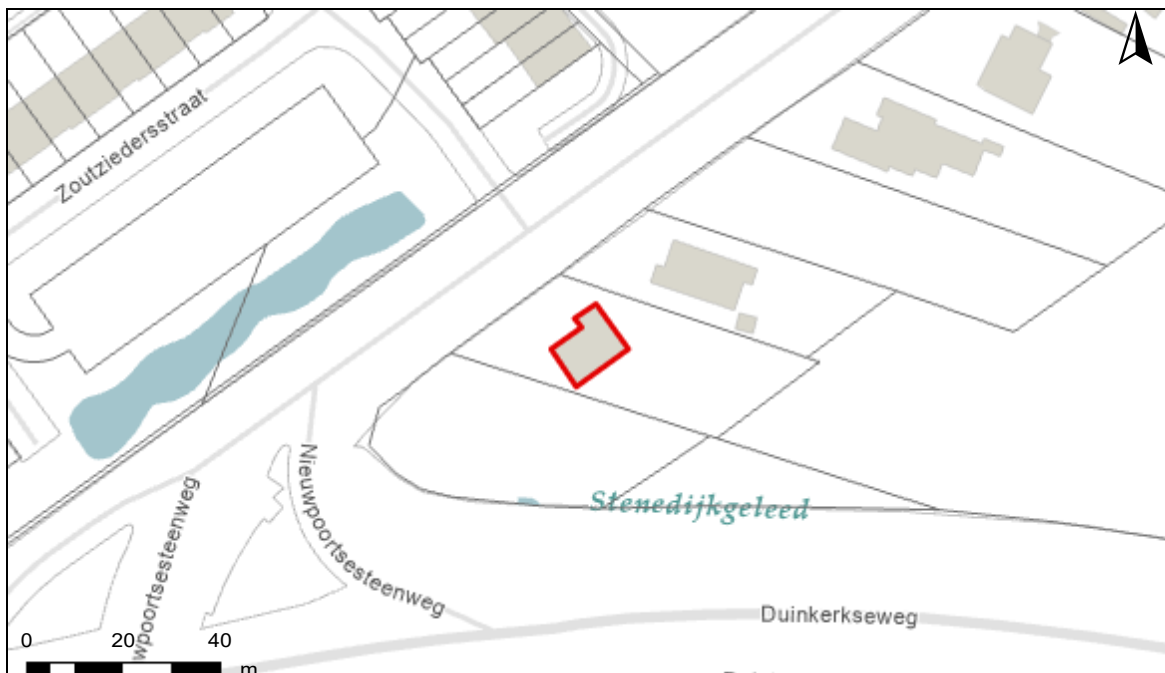 Zoutziedersstraat
Stenedijkgeleed
Nieuwpoortsesteenweg
wpoortsesteenweg
Duinkerkseweg
0 20 40
m